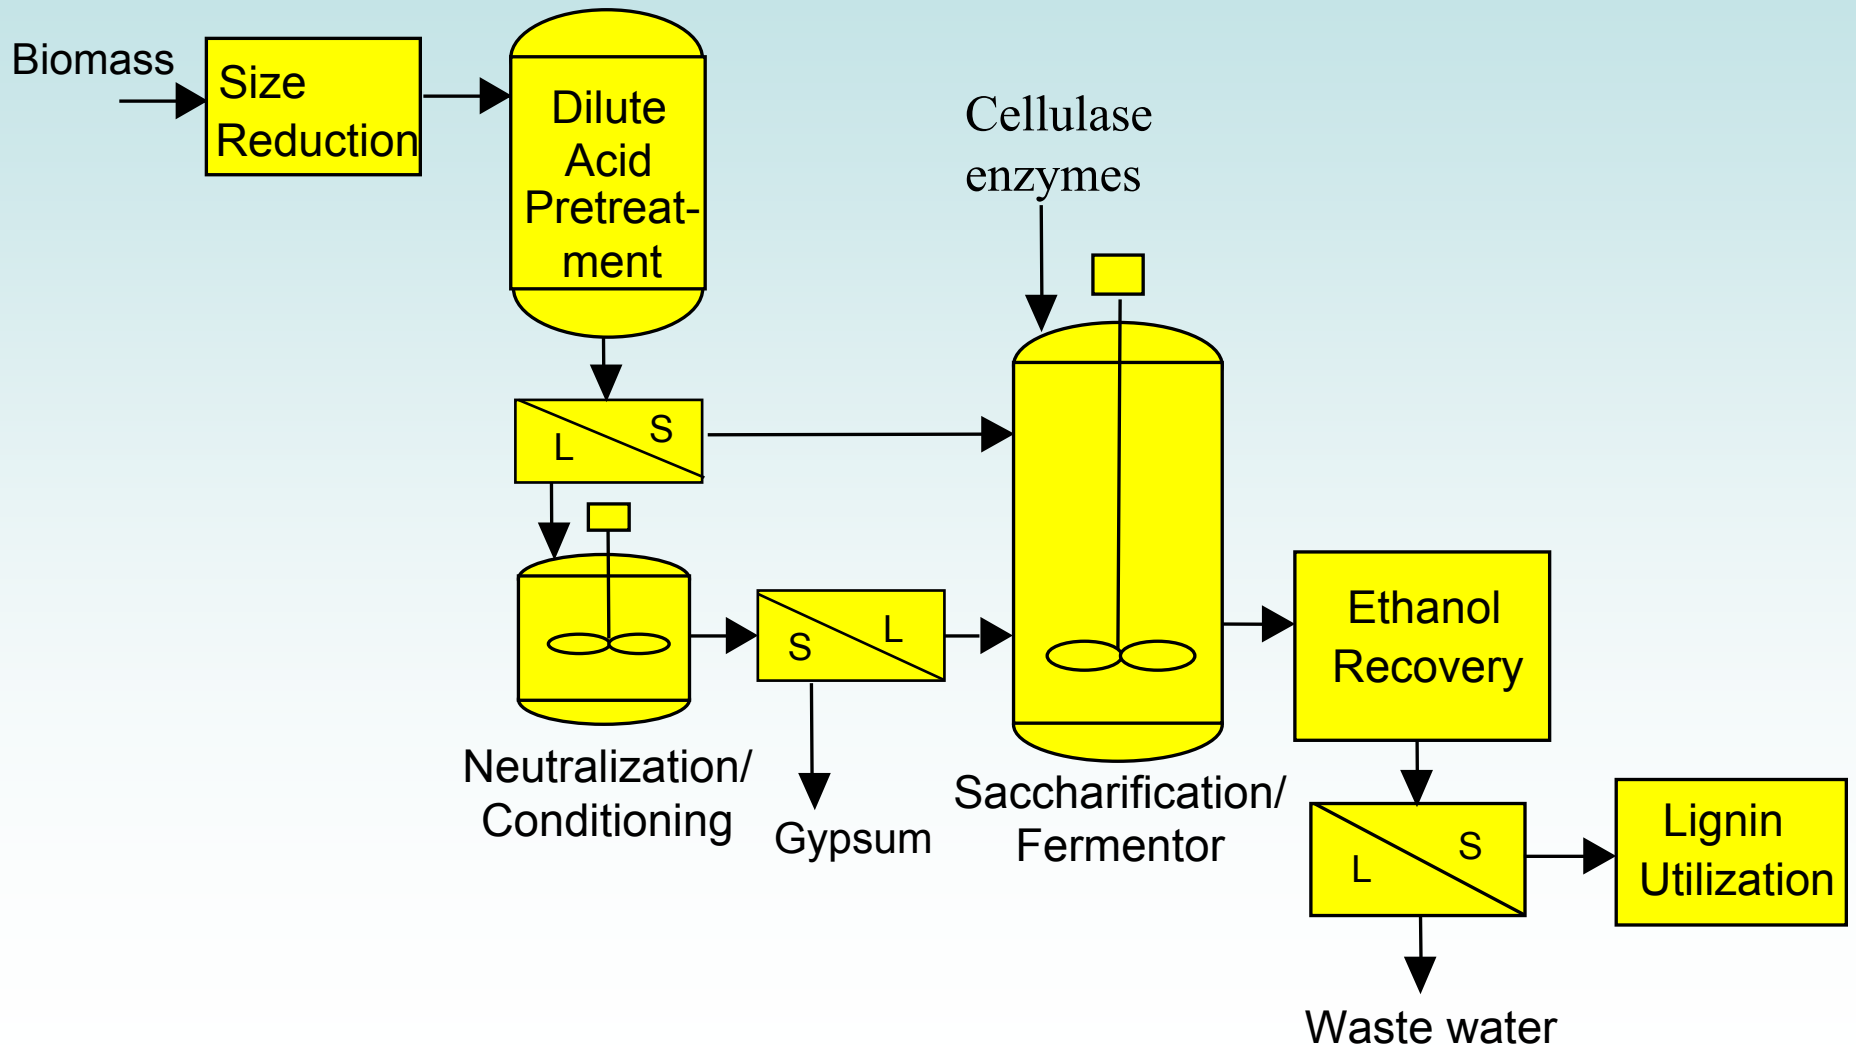 Biomass
Size
Reduction
Dilute
Acid
Pretreat-
ment
Cellulase
enzymes
L
S
S
L
Neutralization/
Conditioning
Gypsum
Saccharification/
Fermentor
Ethanol
Recovery
L
S
Lignin
Utilization
Waste water